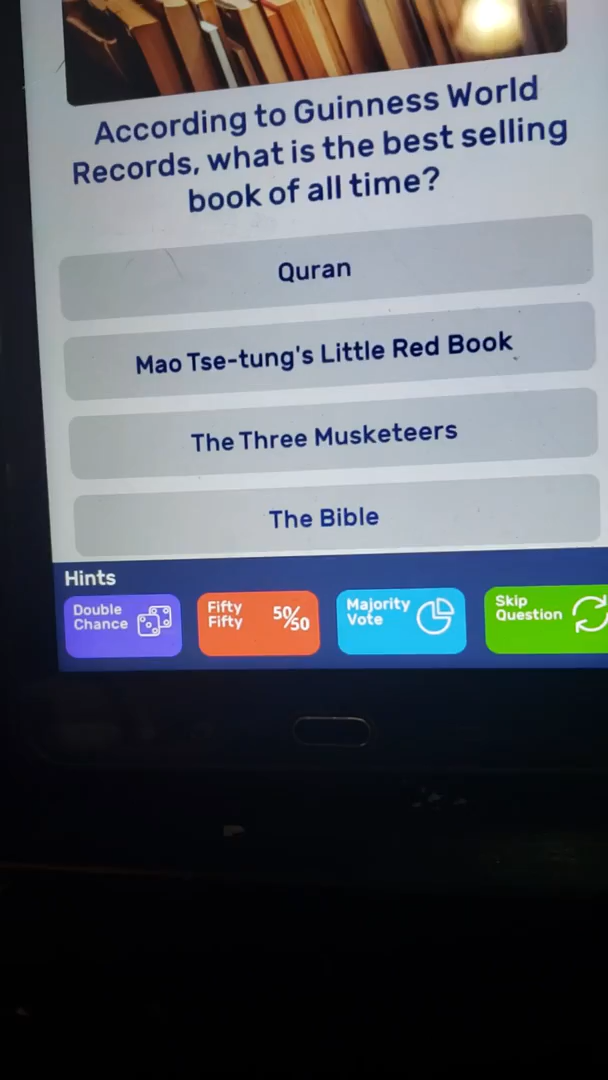 According to Guinness World
Records, what is the best selling
book of all time?
Quran
Mao Tse-tung's Little Red Book
The Three Musketeers
The Bible
Hints
Double
Chance
Fifty
Fifty
50/50
Majority
Vote
Skip
Question